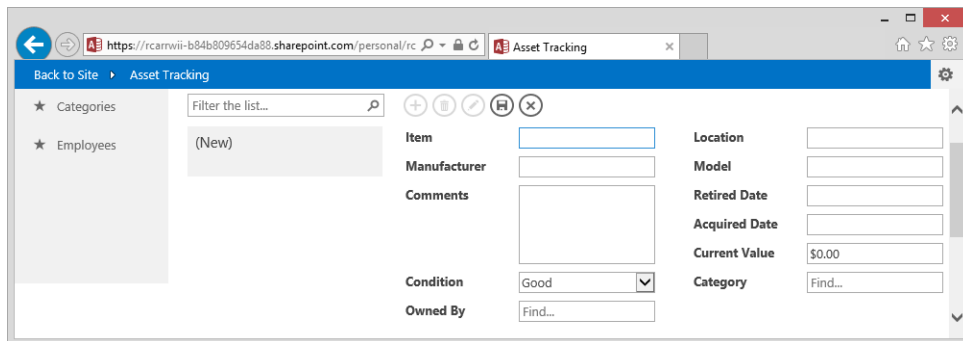 https://rcarrwii-b84b809654da88.sharepoint.com/personal/rc
Asset Tracking
Back to Site
Asset Tracking
Categories
Employees
Filter the list...
(New)
Item
Location
Manufacturer
Model
Comments
Retired Date
Acquired Date
Current Value
$0.00
Condition
Good
Category
Find...
Owned By
Find...